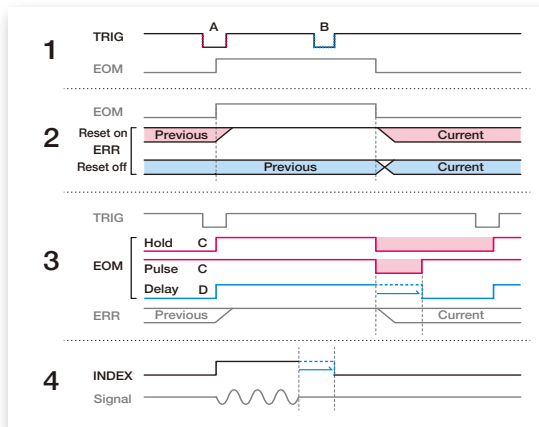 1
TRIG
A
B
EOM
2
EOM
Reset on
Previous
Current
ERR
Reset off
Previous
Current
3
TRIG
EOM
Hold C
Pulse C
Delay D
ERR
Previous
Current
4
INDEX
Signal